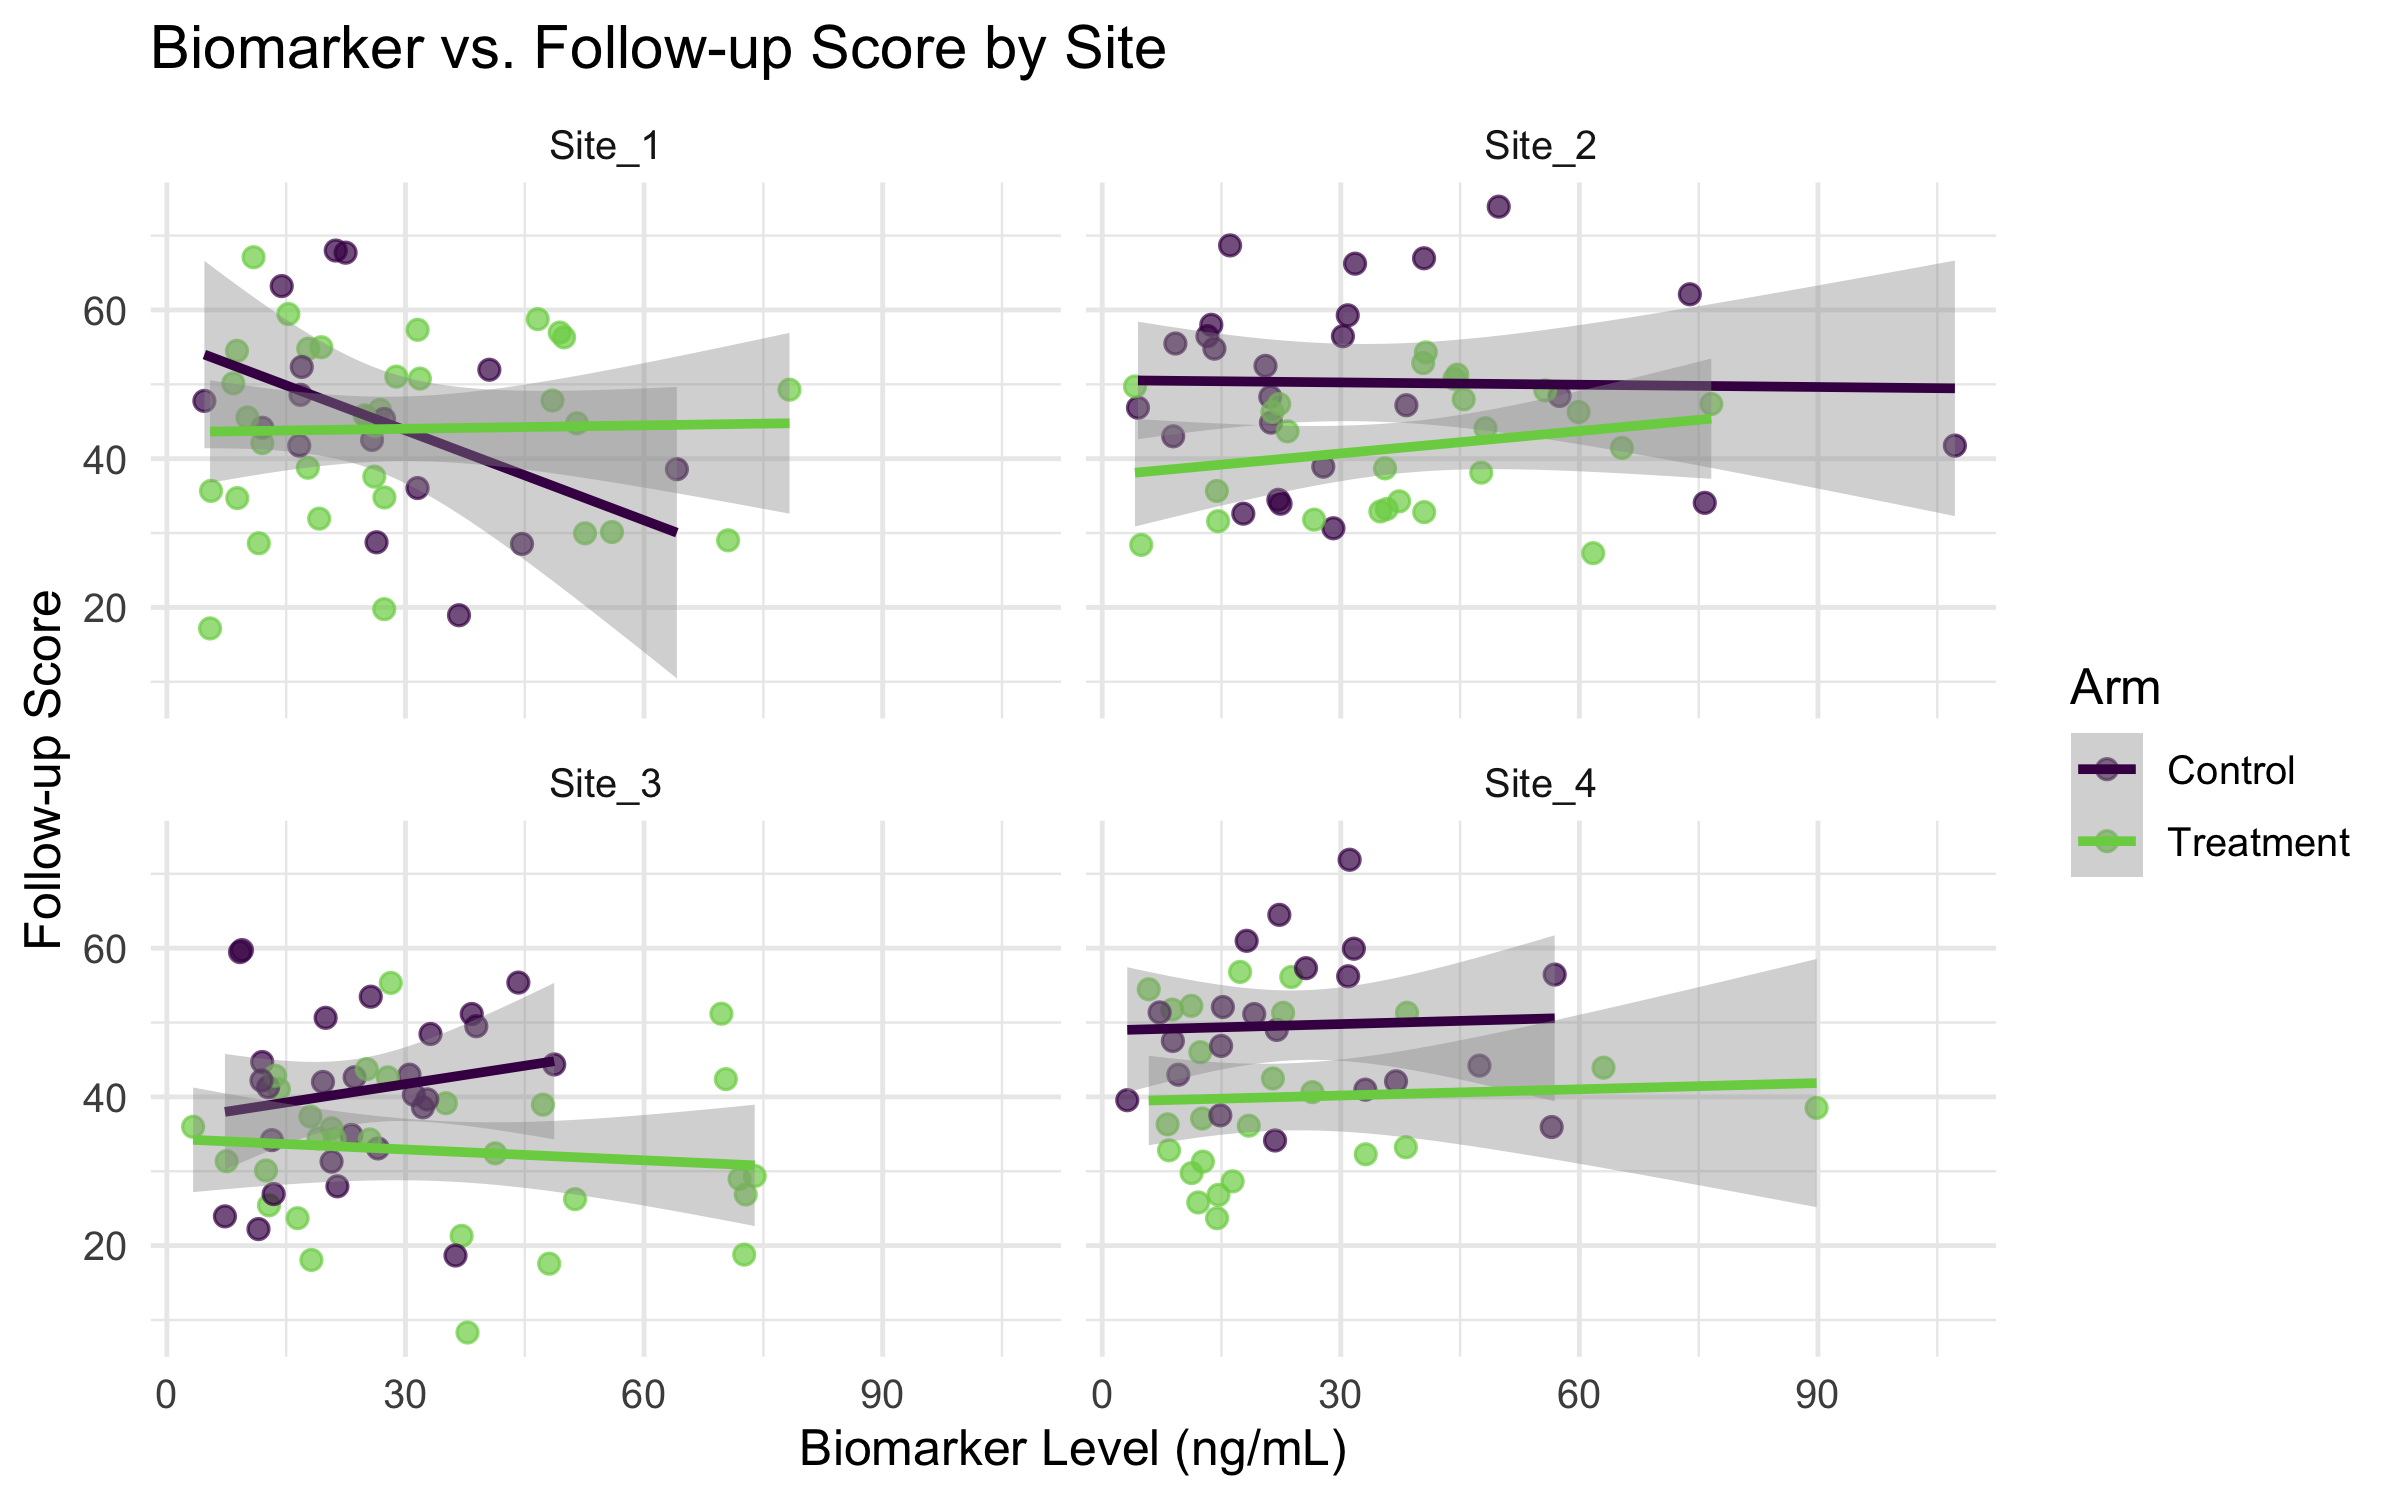 Biomarker vs. Follow-up Score by Site
Site_1
Site_2
60
40
20
Site_3
Site_4
60
40
20
0
30
60
90
0
30
60
90
Biomarker Level (ng/mL)
Follow-up Score
Arm
Control
Treatment